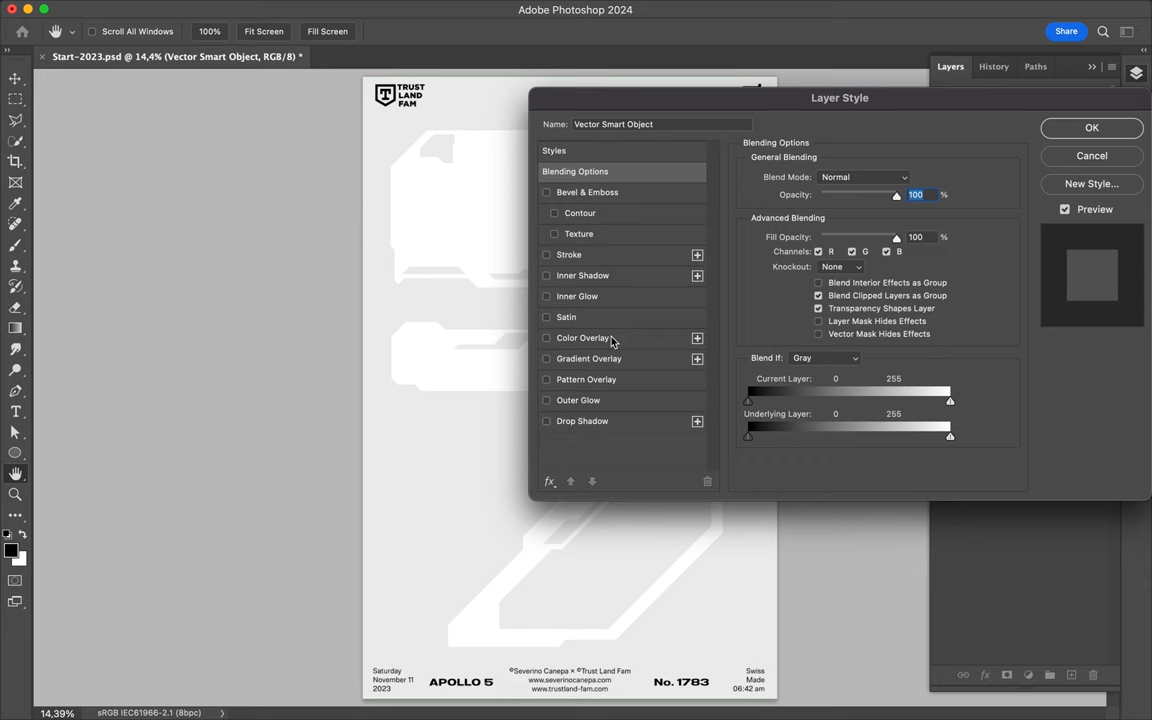 Adobe Photoshop 2024
Scroll All Windows
100%
Fit Screen
Fill Screen
Share
Start-2023.psd @ 14,4% (Vector Smart Object, RGB/8) *
Layers
History
Paths
TRUST
LAND
FAM
Layer Style
Name:
Vector Smart Object
Styles
Blending Options
Bevel & Emboss
Contour
Texture
Stroke
Inner Shadow
Inner Glow
Satin
Color Overlay
Gradient Overlay
Pattern Overlay
Outer Glow
Drop Shadow
fx
Blending Options
General Blending
Blend Mode: Normal
Opacity: 100 %
Advanced Blending
Fill Opacity: 100 %
Channels: R G B
Knockout: None
Blend Interior Effects as Group
Blend Clipped Layers as Group
Transparency Shapes Layer
Layer Mask Hides Effects
Vector Mask Hides Effects
Blend If: Gray
Current Layer: 0 255
Underlying Layer: 0 255
OK
Cancel
New Style...
Preview
Saturday
November 11
2023
APOLLO 5
©Severino Canepa × ©Trust Land Fam
www.severinocanepa.com
www.trustland-fam.com
No. 1783
Swiss
Made
06:42 am
fx
14,39%
sRGB IEC61966-2.1 (8bpc)